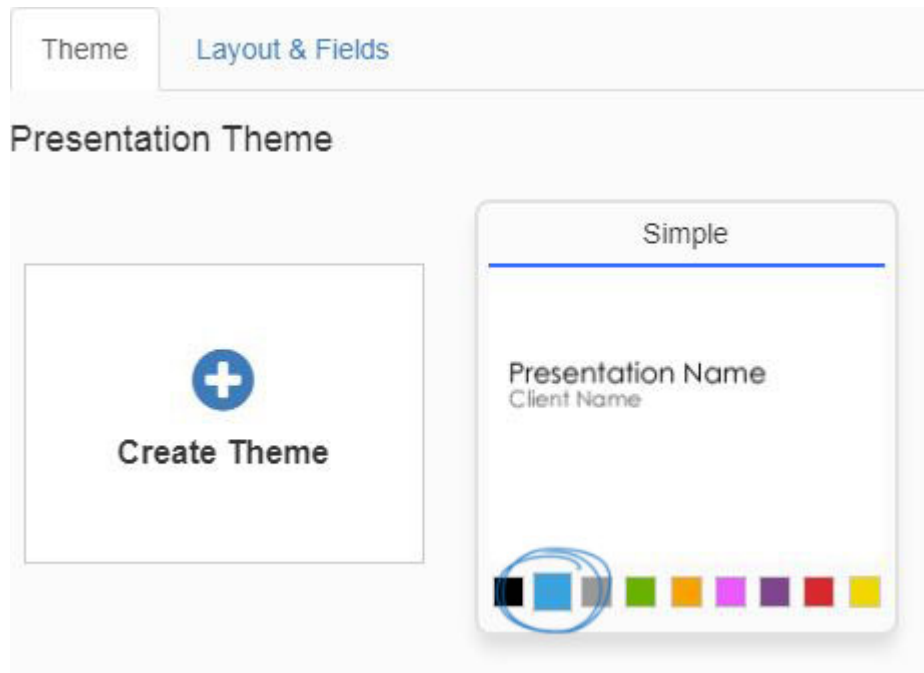 Theme
Layout & Fields
Presentation Theme
Create Theme
Simple
Presentation Name
Client Name